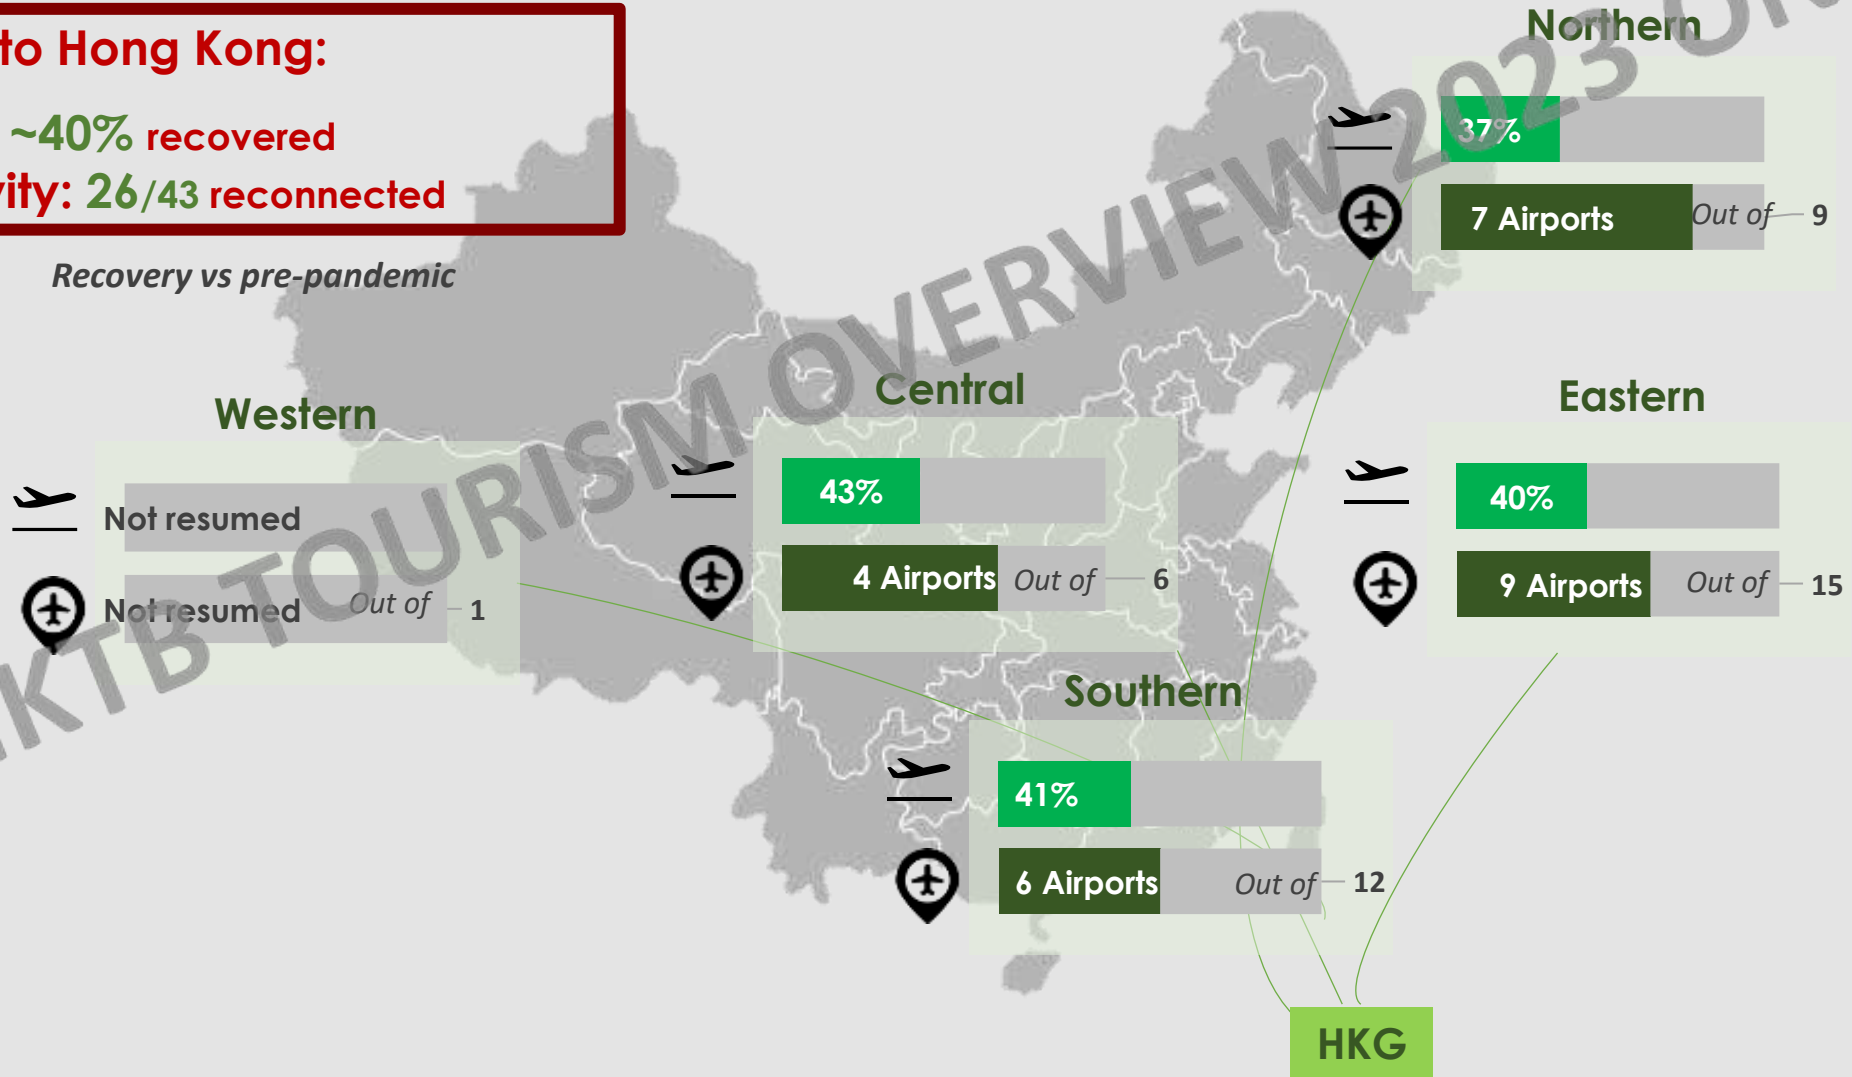 to Hong Kong:
~40% recovered
vity: 26/43 reconnected
Recovery vs pre-pandemic
Northern
37%
7 Airports Out of 9
Western
Not resumed
Not resumed Out of 1
Central
43%
4 Airports Out of 6
Eastern
40%
9 Airports Out of 15
Southern
41%
6 Airports Out of 12
HKG
KTB TOURISM OVERVIEW 2023 ON